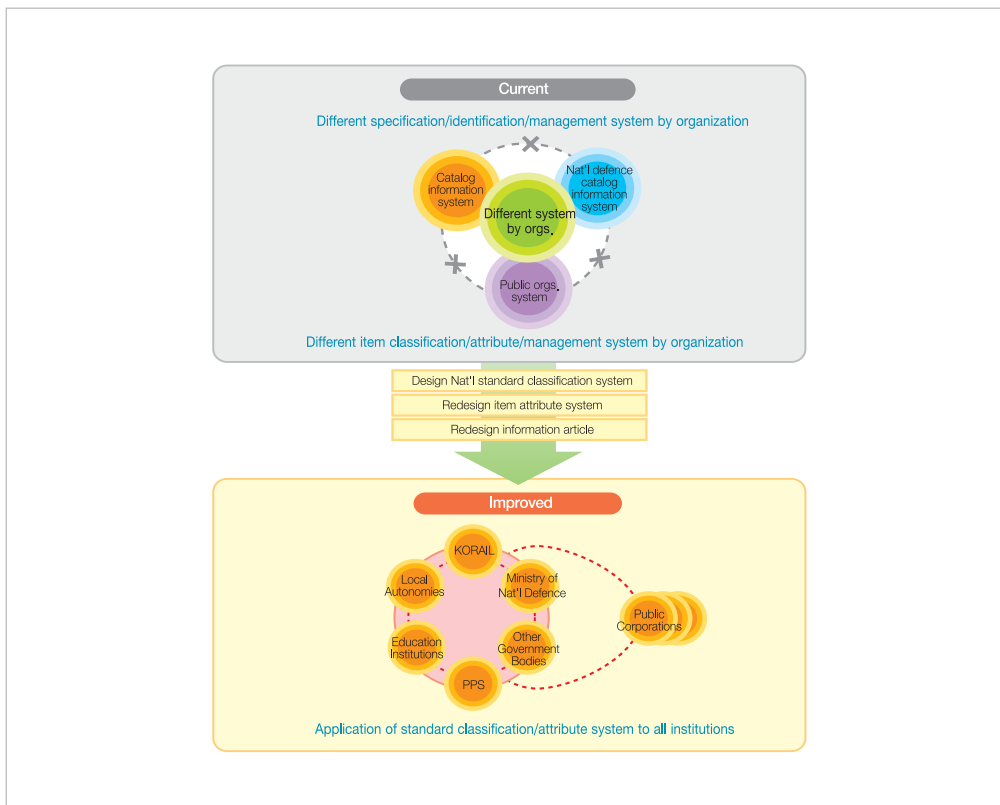 Current
Different specification/identification/management system by organization
Catalog
information
system
Nat'l defence
catalog
information
system
Different system
by orgs.
Public orgs.
system
Different item classification/attribute/management system by organization
Design Nat'l standard classification system
Redesign item attribute system
Redesign information article
Improved
KORAIL
Local
Autonomies
Ministry of
Nat'l Defence
Public
Corporations
Education
Institutions
Other
Government
Bodies
PPS
Application of standard classification/attribute system to all institutions